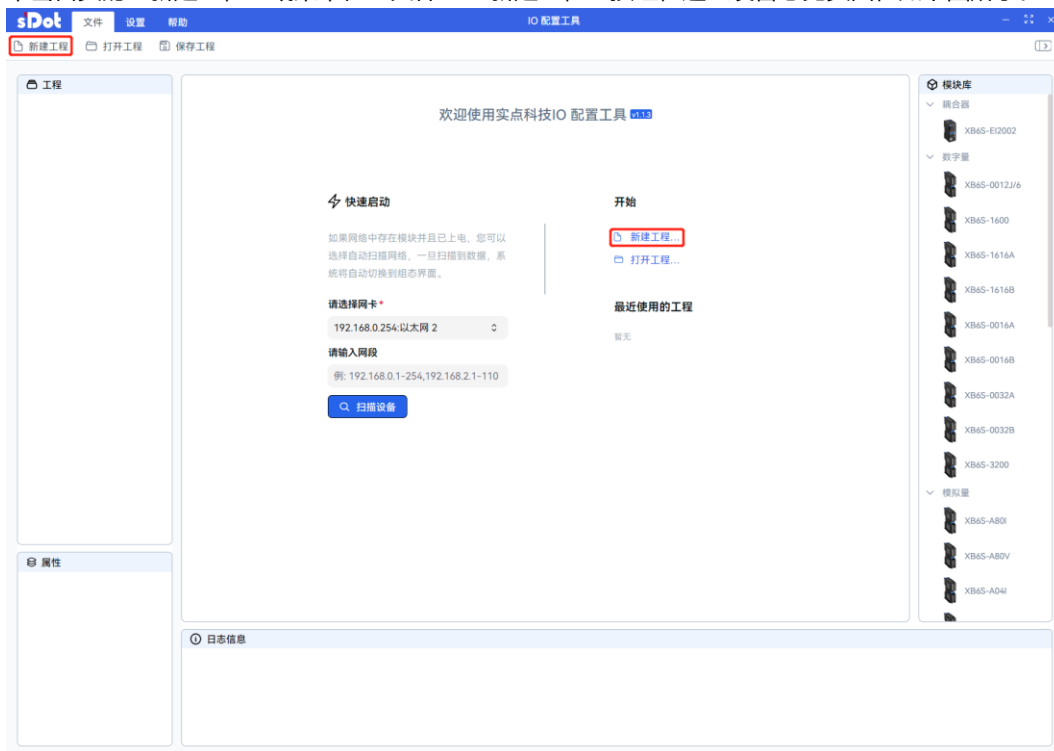 sDot 文件 设置 帮助 IO 配置工具
新建工程 打开工程 保存工程
工程
欢迎使用实点科技IO 配置工具 v1.1.3
快速启动
如果网络中存在模块并且已上电，您可以
选择自动扫描网络，一旦扫描到数据，系
统将自动切换到组态界面。
请选择网卡 *
192.168.0.254:以太网 2
请输入网段
例: 192.168.0.1-254,192.168.2.1-110
扫描设备
开始
新建工程...
打开工程...
最近使用的工程
暂无
模块库
耦合器
XB6S-EI2002
数字量
XB6S-0012J/6
XB6S-1600
XB6S-1616A
XB6S-1616B
XB6S-0016A
XB6S-0016B
XB6S-0032A
XB6S-0032B
XB6S-3200
模拟量
XB6S-A80I
XB6S-A80V
XB6S-A04I
属性
日志信息